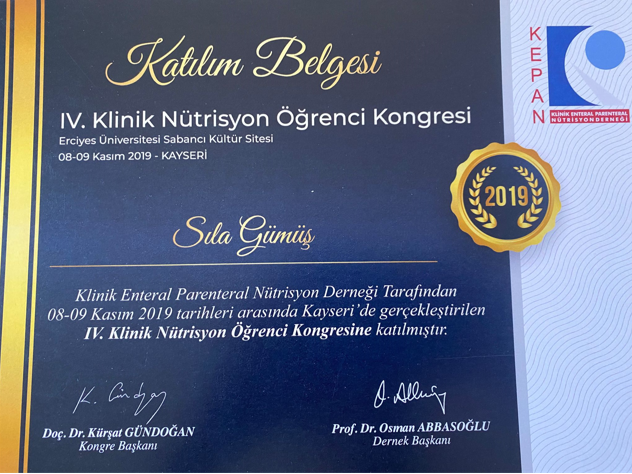 Katılım Belgesi
IV. Klinik Nütrisyon Öğrenci Kongresi
Erciyes Üniversitesi Sabancı Kültür Sitesi
08-09 Kasım 2019 - KAYSERİ
KEPAN
KLİNİK ENTERAL PARENTERAL
NÜTRİSYONDERNEĞİ
2019
Sıla Gümüş
Klinik Enteral Parenteral Nütrisyon Derneği Tarafından
08-09 Kasım 2019 tarihleri arasında Kayseri'de gerçekleştirilen
IV. Klinik Nütrisyon Öğrenci Kongresine katılmıştır.
K. Gündoğan
Doç. Dr. Kürşat GÜNDOĞAN
Kongre Başkanı
Prof. Dr. Osman ABBASOĞLU
Dernek Başkanı